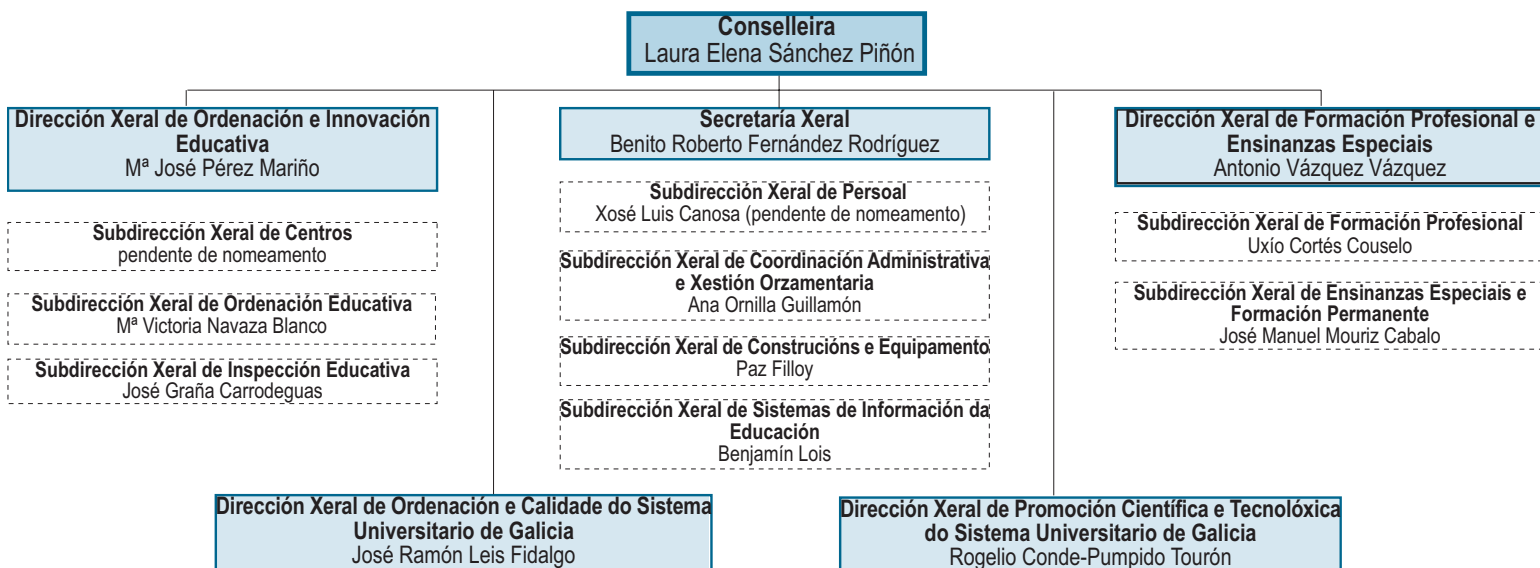 Conselleira
Laura Elena Sánchez Piñón
Dirección Xeral de Ordenación e Innovación
Educativa
Mª José Pérez Mariño
Secretaría Xeral
Benito Roberto Fernández Rodríguez
Dirección Xeral de Formación Profesional e
Ensinanzas Especiais
Antonio Vázquez Vázquez
Subdirección Xeral de Centros
pendente de nomeamento
Subdirección Xeral de Ordenación Educativa
Mª Victoria Navaza Blanco
Subdirección Xeral de Inspección Educativa
José Graña Carrodeguas
Subdirección Xeral de Persoal
Xosé Luis Canosa (pendente de nomeamento)
Subdirección Xeral de Coordinación Administrativa
e Xestión Orzamentaria
Ana Ornilla Guillamón
Subdirección Xeral de Construcións e Equipamento
Paz Filloy
Subdirección Xeral de Sistemas de Información da
Educación
Benjamín Lois
Subdirección Xeral de Formación Profesional
Uxío Cortés Couselo
Subdirección Xeral de Ensinanzas Especiais e
Formación Permanente
José Manuel Mouriz Cabalo
Dirección Xeral de Ordenación e Calidade do Sistema
Universitario de Galicia
José Ramón Leis Fidalgo
Dirección Xeral de Promoción Científica e Tecnolóxica
do Sistema Universitario de Galicia
Rogelio Conde-Pumpido Tourón